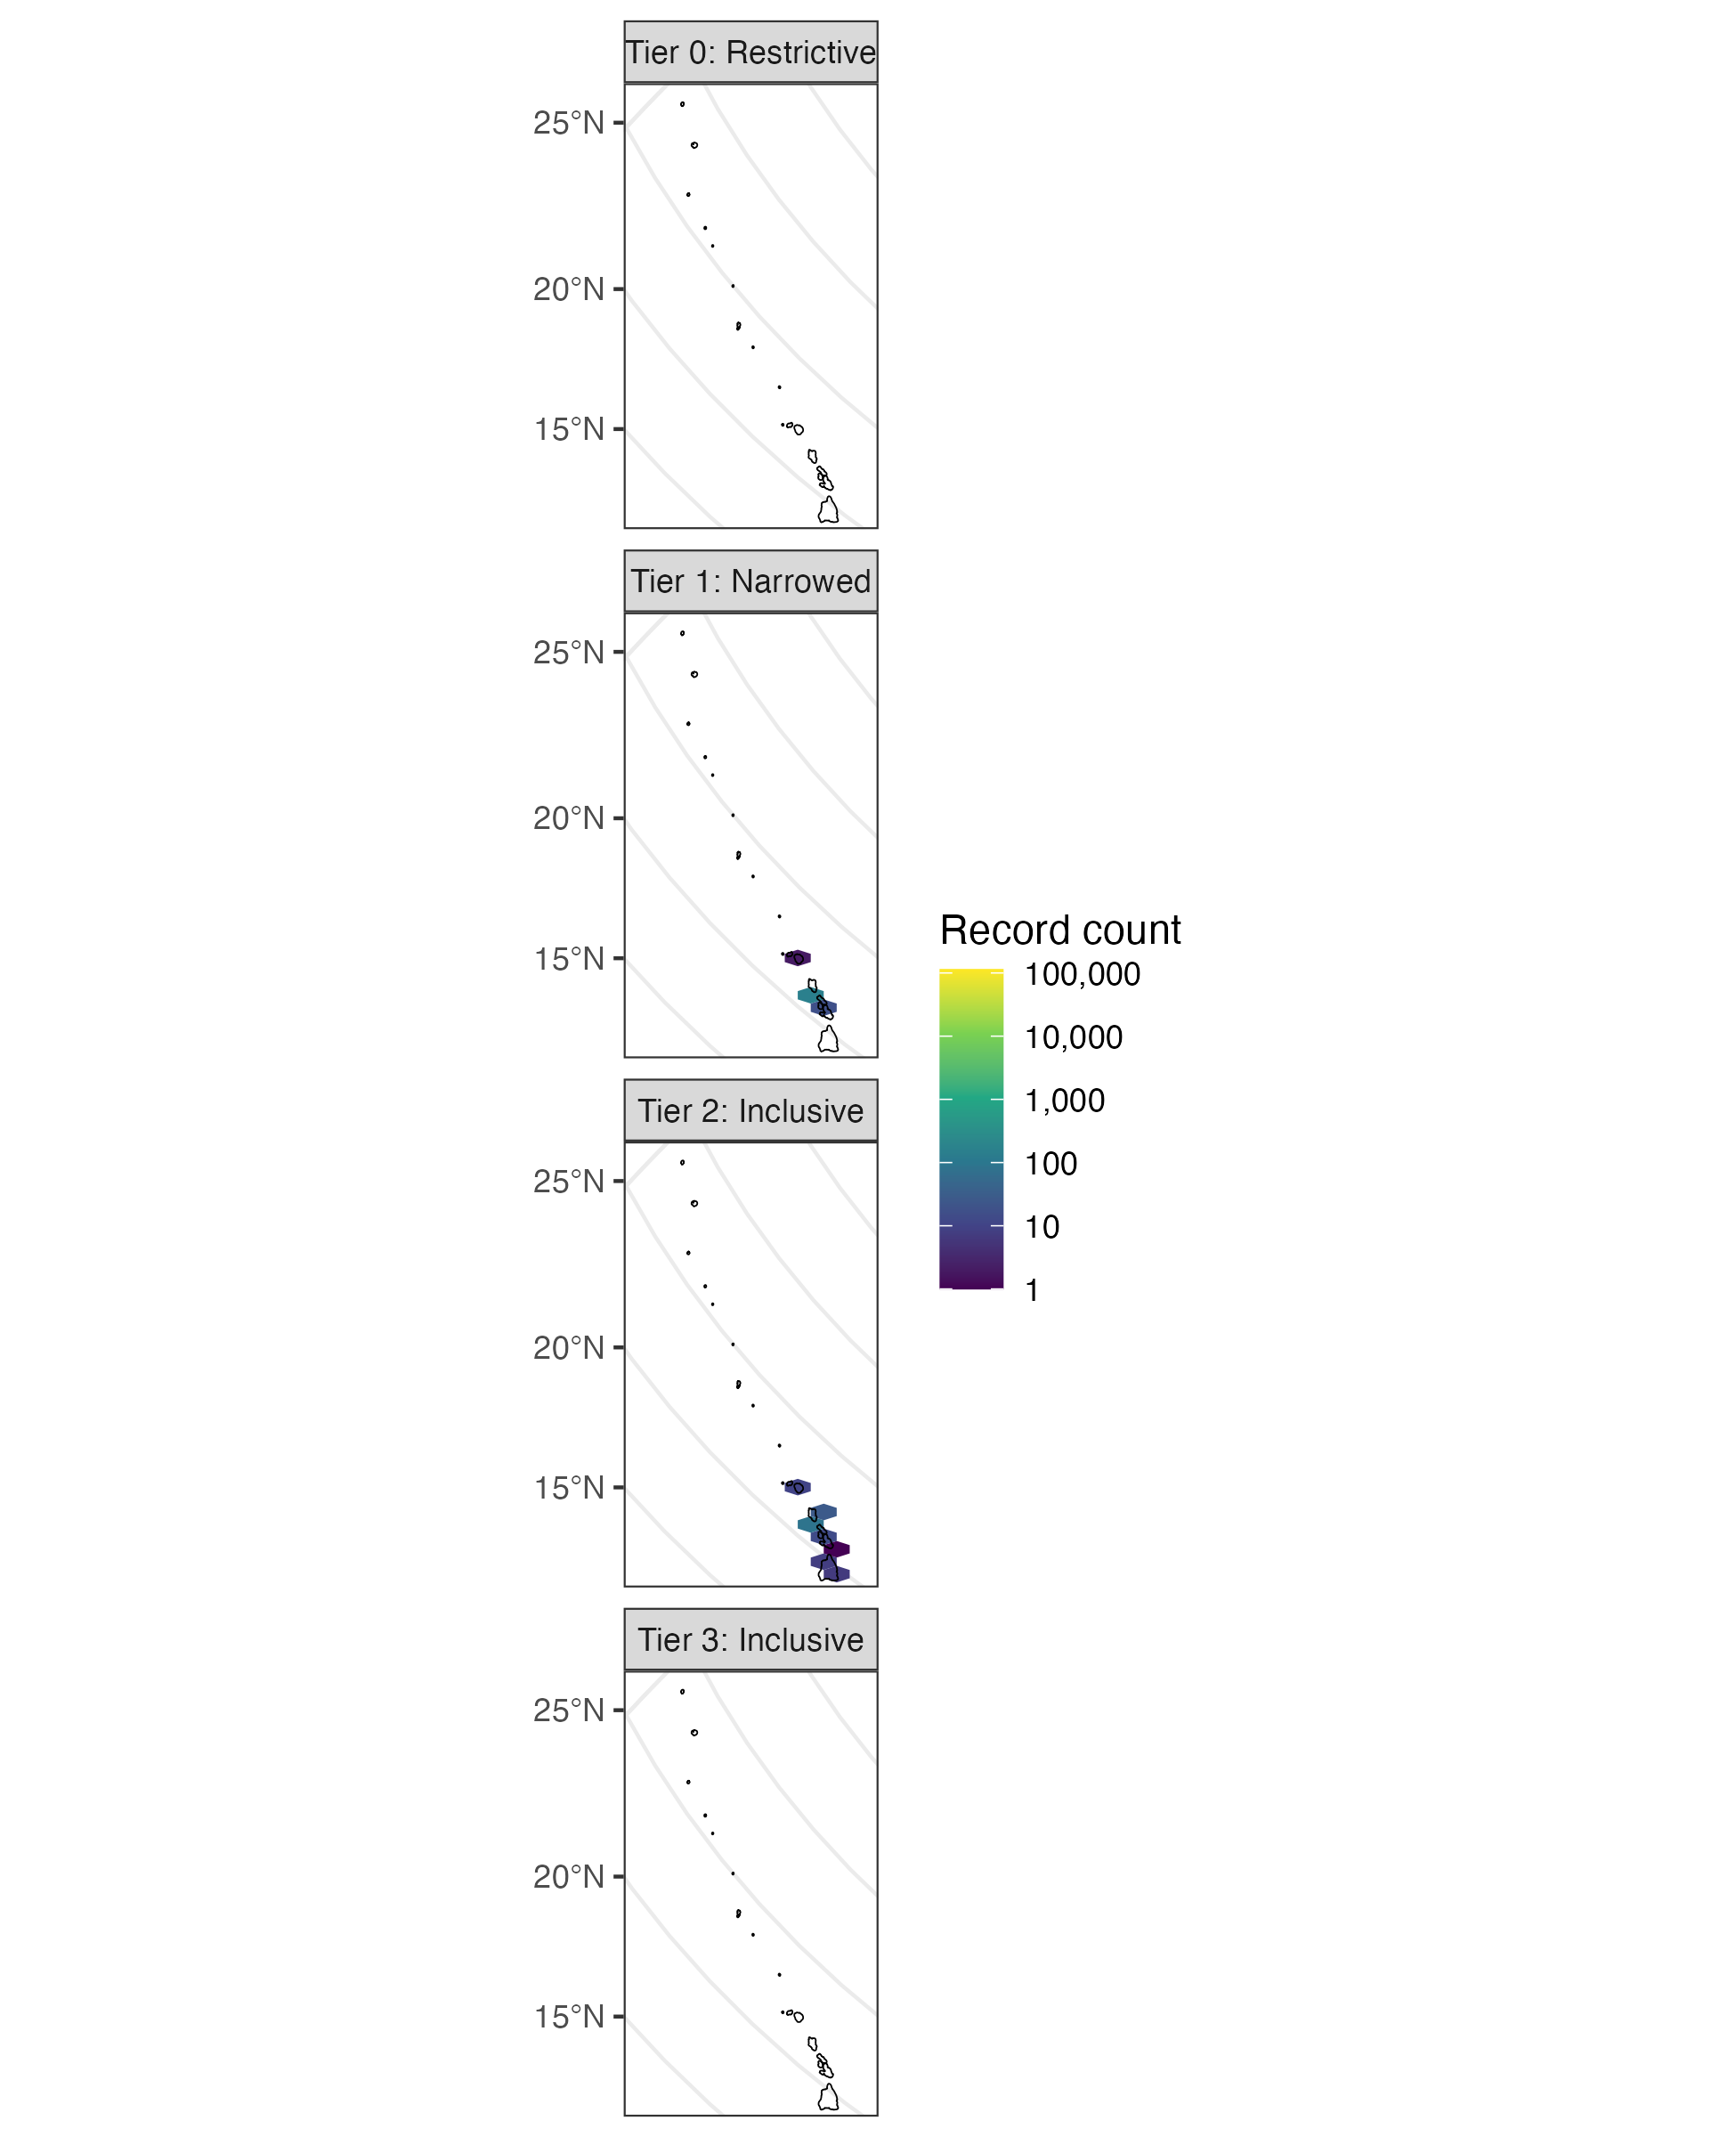 Tier 0: Restrictive
25°N
20°N
15°N
Tier 1: Narrowed
25°N
20°N
15°N
Record count
100,000
10,000
1,000
100
10
1
Tier 2: Inclusive
25°N
20°N
15°N
Tier 3: Inclusive
25°N
20°N
15°N